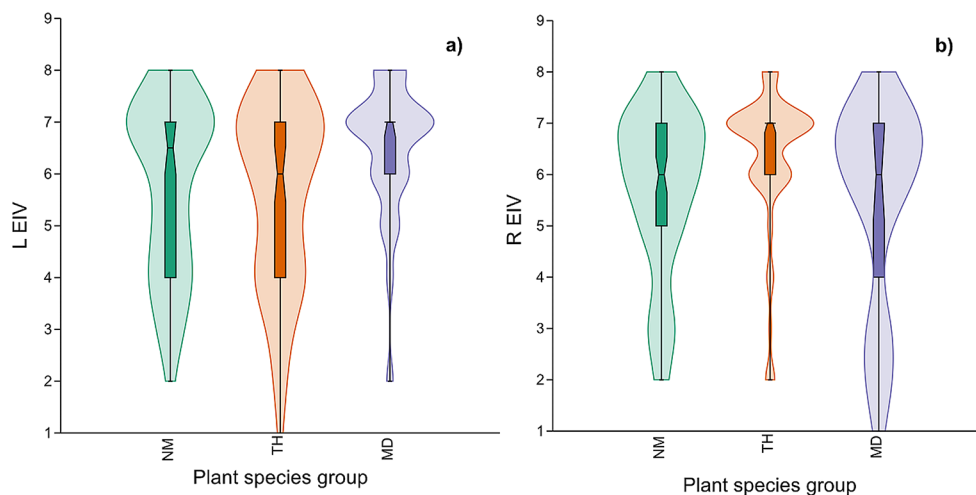 a)
9
8
7
6
5
4
3
2
1
L EIV
NM
TH
MD
Plant species group
b)
9
8
7
6
5
4
3
2
1
R EIV
NM
TH
MD
Plant species group